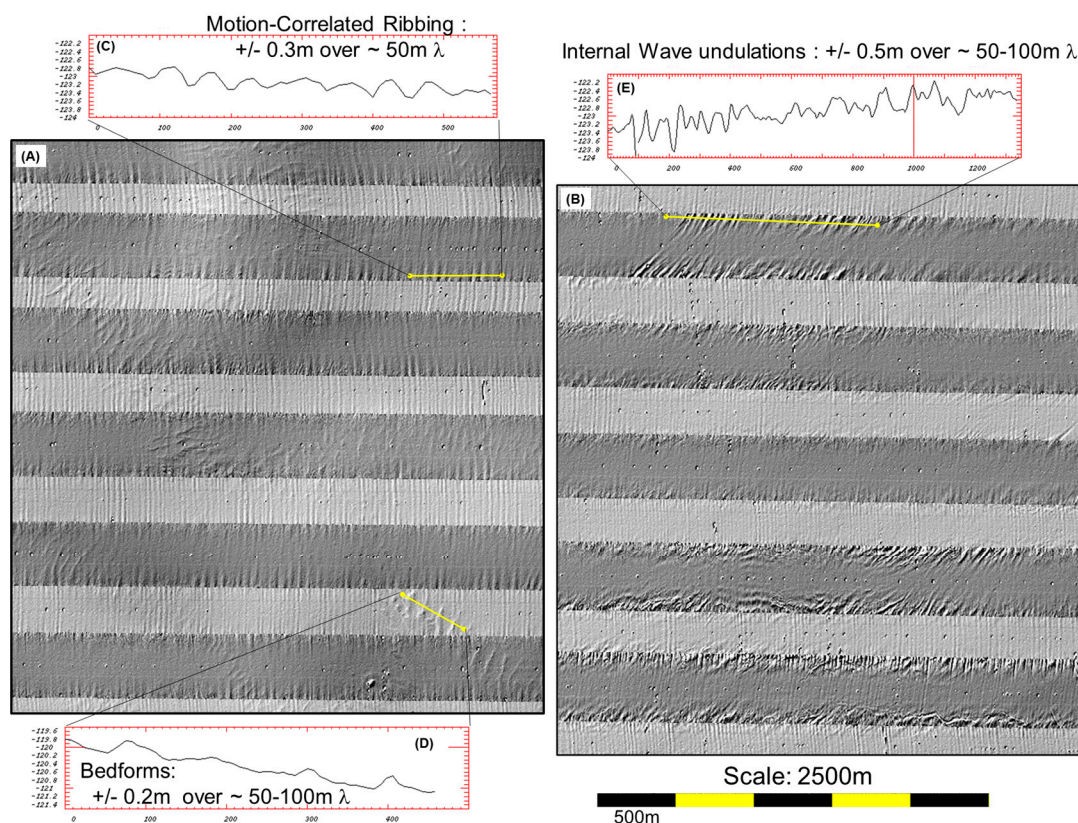 Motion-Correlated Ribbing :
+/- 0.3m over ~ 50m λ
(C)
-122.2
-122.4
-122.6
-122.8
-123
-123.2
-123.4
-123.6
-123.8
-124
0 100 200 300 400 500
Internal Wave undulations : +/- 0.5m over ~ 50-100m λ
(E)
-122.2
-122.4
-122.6
-122.8
-123
-123.2
-123.4
-123.6
-123.8
-124
200 400 600 800 1000 1200
(A)
(B)
-119.6
-119.8
-120
-120.2
-120.4
-120.6
-120.8
-121
-121.2
-121.4
(D)
Bedforms:
+/- 0.2m over ~ 50-100m λ
0 100 200 300 400
Scale: 2500m
500m